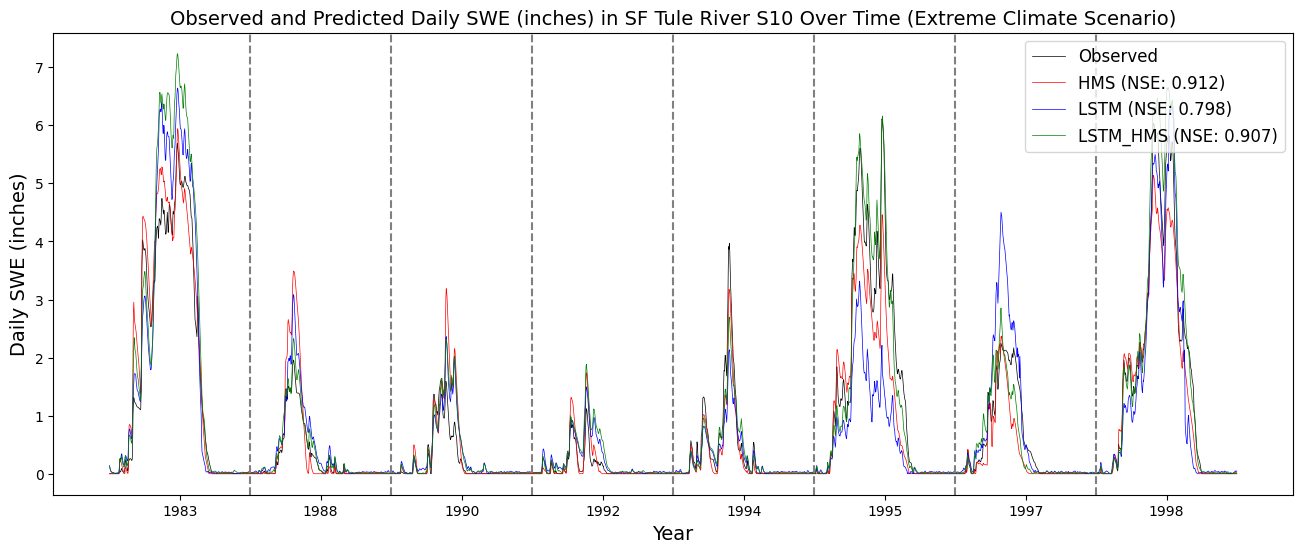 Observed and Predicted Daily SWE (inches) in SF Tule River S10 Over Time (Extreme Climate Scenario)
Observed
HMS (NSE: 0.912)
LSTM (NSE: 0.798)
LSTM_HMS (NSE: 0.907)
Daily SWE (inches)
7
6
5
4
3
2
1
0
1983 1988 1990 1992 1994 1995 1997 1998
Year